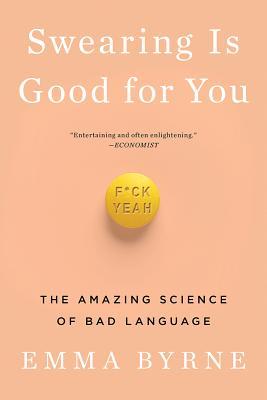 Swearing Is
Good for You
"Entertaining and often enlightening."
—ECONOMIST
F*CK
YEAH
THE AMAZING SCIENCE
OF BAD LANGUAGE
EMMA BYRNE